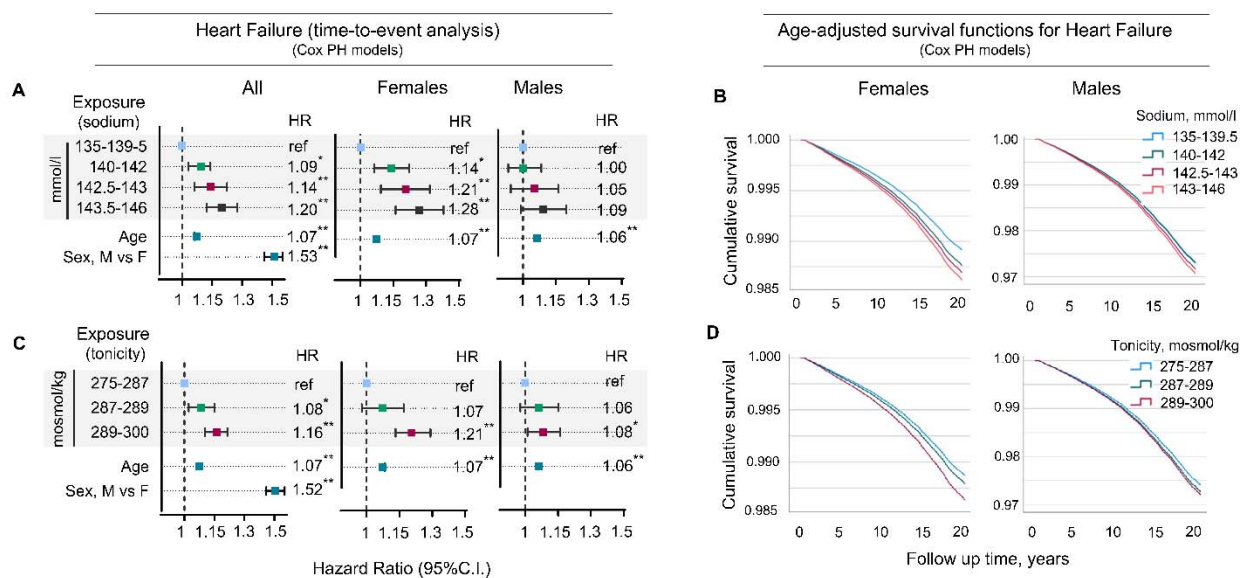 Heart Failure (time-to-event analysis)
(Cox PH models)
Age-adjusted survival functions for Heart Failure
(Cox PH models)
All
Females
Males
A
Exposure
(sodium)
HR
HR
HR
mmol/l
135-139-5
ref
ref
ref
140-142
1.09*
1.14*
1.00
142.5-143
1.14**
1.21**
1.05
143.5-146
1.20**
1.28**
1.09
Age
1.07**
1.07**
1.06**
Sex, M vs F
1.53**
1 1.15 1.3 1.5
1 1.15 1.3 1.5
1 1.15 1.3 1.5
B
Females
Males
Cumulative survival
1.000
0.995
0.990
0.985
0 5 10 15 20
1.00
0.99
0.98
0.97
0 5 10 15 20
Sodium, mmol/l
135-139.5
140-142
142.5-143
143-146
C
Exposure
(tonicity)
HR
HR
HR
mosmol/kg
275-287
ref
ref
ref
287-289
1.08*
1.07
1.06
289-300
1.16**
1.21**
1.08*
Age
1.07**
1.07**
1.06**
Sex, M vs F
1.52**
1 1.15 1.3 1.5
1 1.15 1.3 1.5
1 1.15 1.3 1.5
Hazard Ratio (95%C.I.)
D
Cumulative survival
1.000
0.995
0.990
0.985
0 5 10 15 20
1.00
0.99
0.98
0.97
0 5 10 15 20
Tonicity, mosmol/kg
275-287
287-289
289-300
Follow up time, years